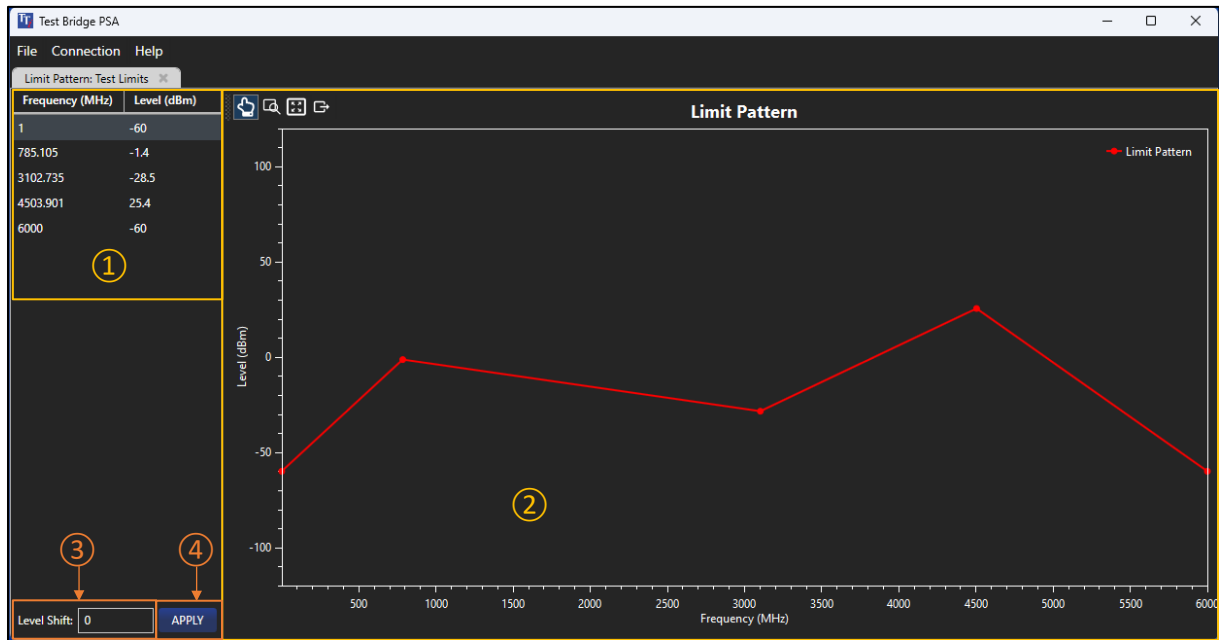 Test Bridge PSA
File Connection Help
Limit Pattern: Test Limits
Frequency (MHz) Level (dBm)
1 -60
785.105 -1.4
3102.735 -28.5
4503.901 25.4
6000 -60
①
Limit Pattern
Limit Pattern
100
50
0
-50
-100
Level (dBm)
②
500 1000 1500 2000 2500 3000 3500 4000 4500 5000 5500 6000
Frequency (MHz)
③ ④
Level Shift: 0 APPLY